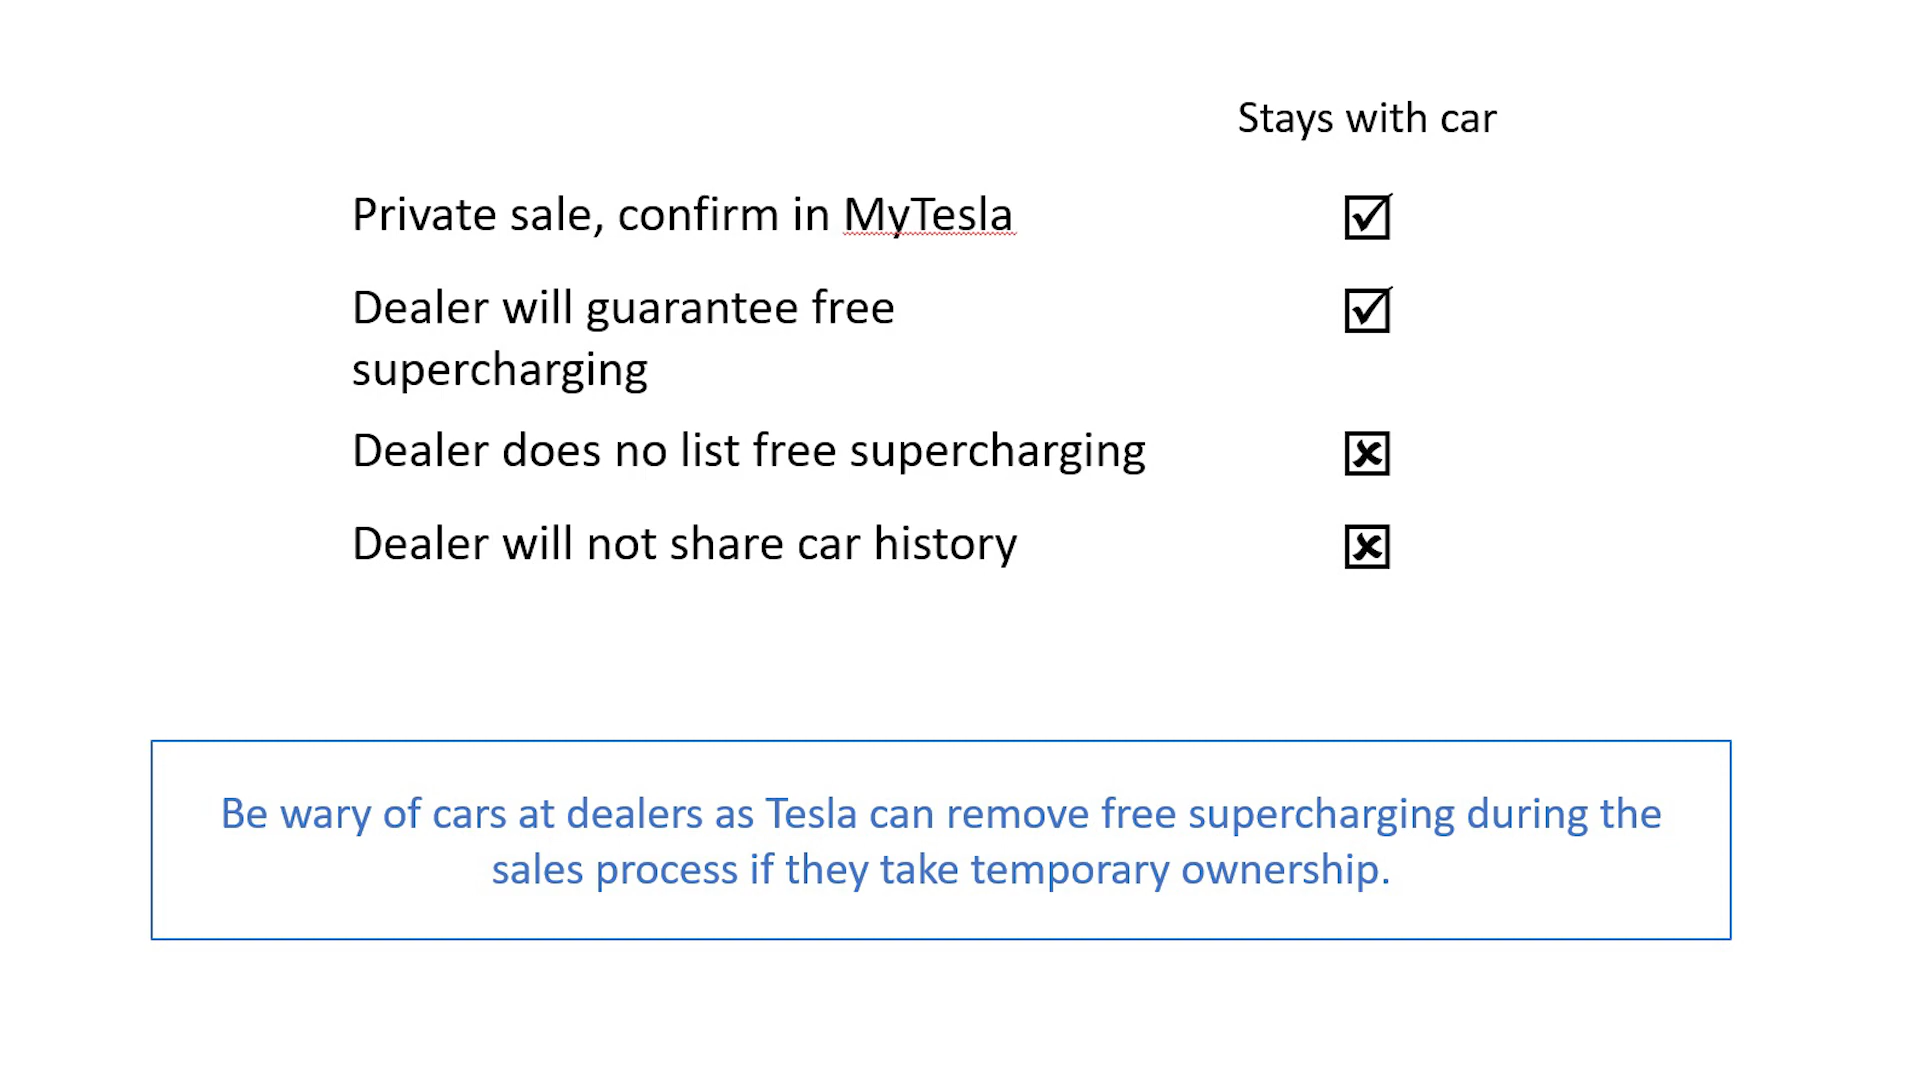 Stays with car
Private sale, confirm in MyTesla
Dealer will guarantee free
supercharging
Dealer does no list free supercharging
Dealer will not share car history
Be wary of cars at dealers as Tesla can remove free supercharging during the
sales process if they take temporary ownership.